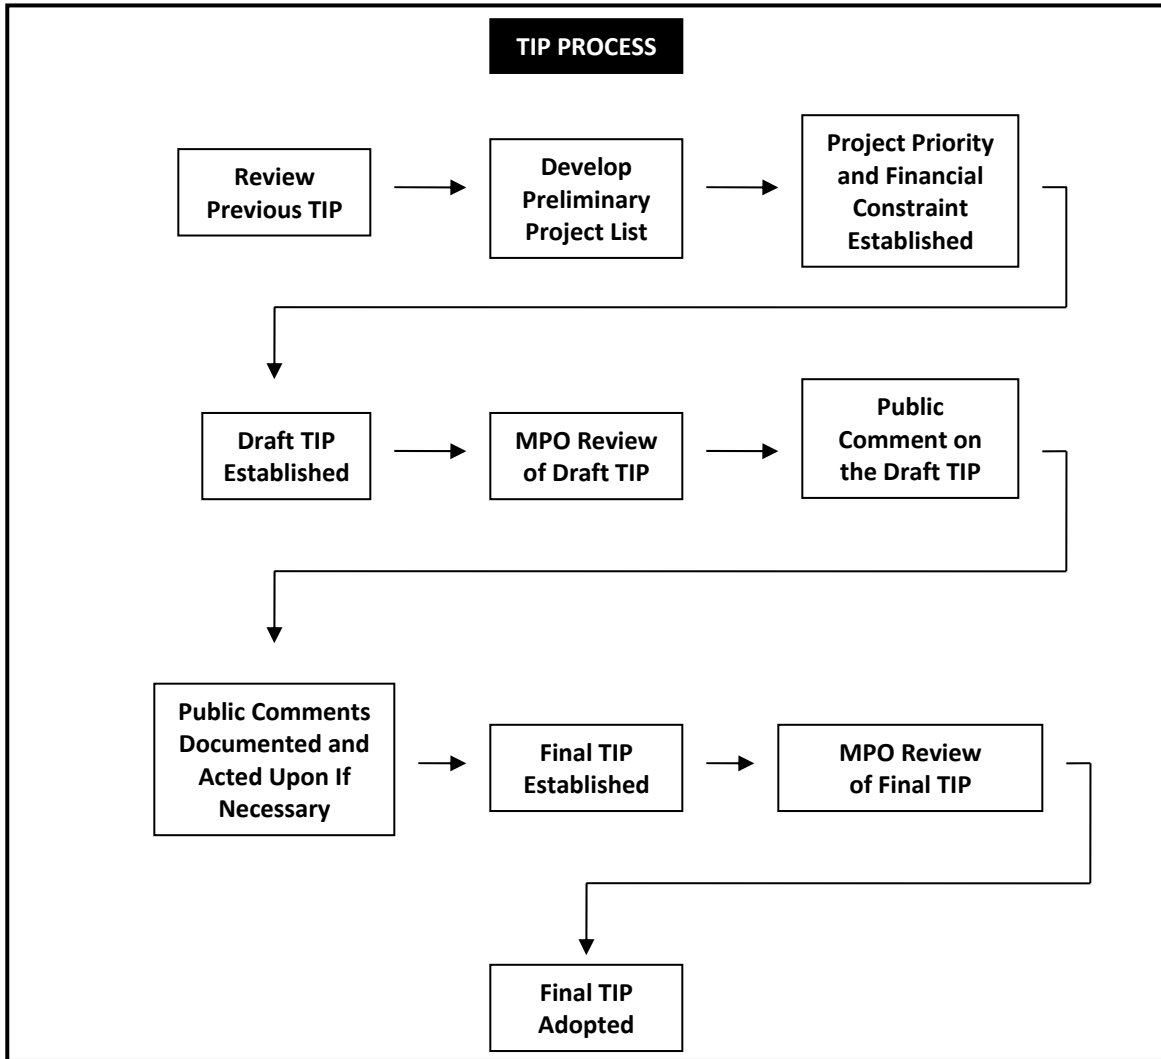 TIP PROCESS
Review
Previous TIP
Develop
Preliminary
Project List
Project Priority
and Financial
Constraint
Established
Draft TIP
Established
MPO Review
of Draft TIP
Public
Comment on
the Draft TIP
Public Comments
Documented and
Acted Upon If
Necessary
Final TIP
Established
MPO Review
of Final TIP
Final TIP
Adopted